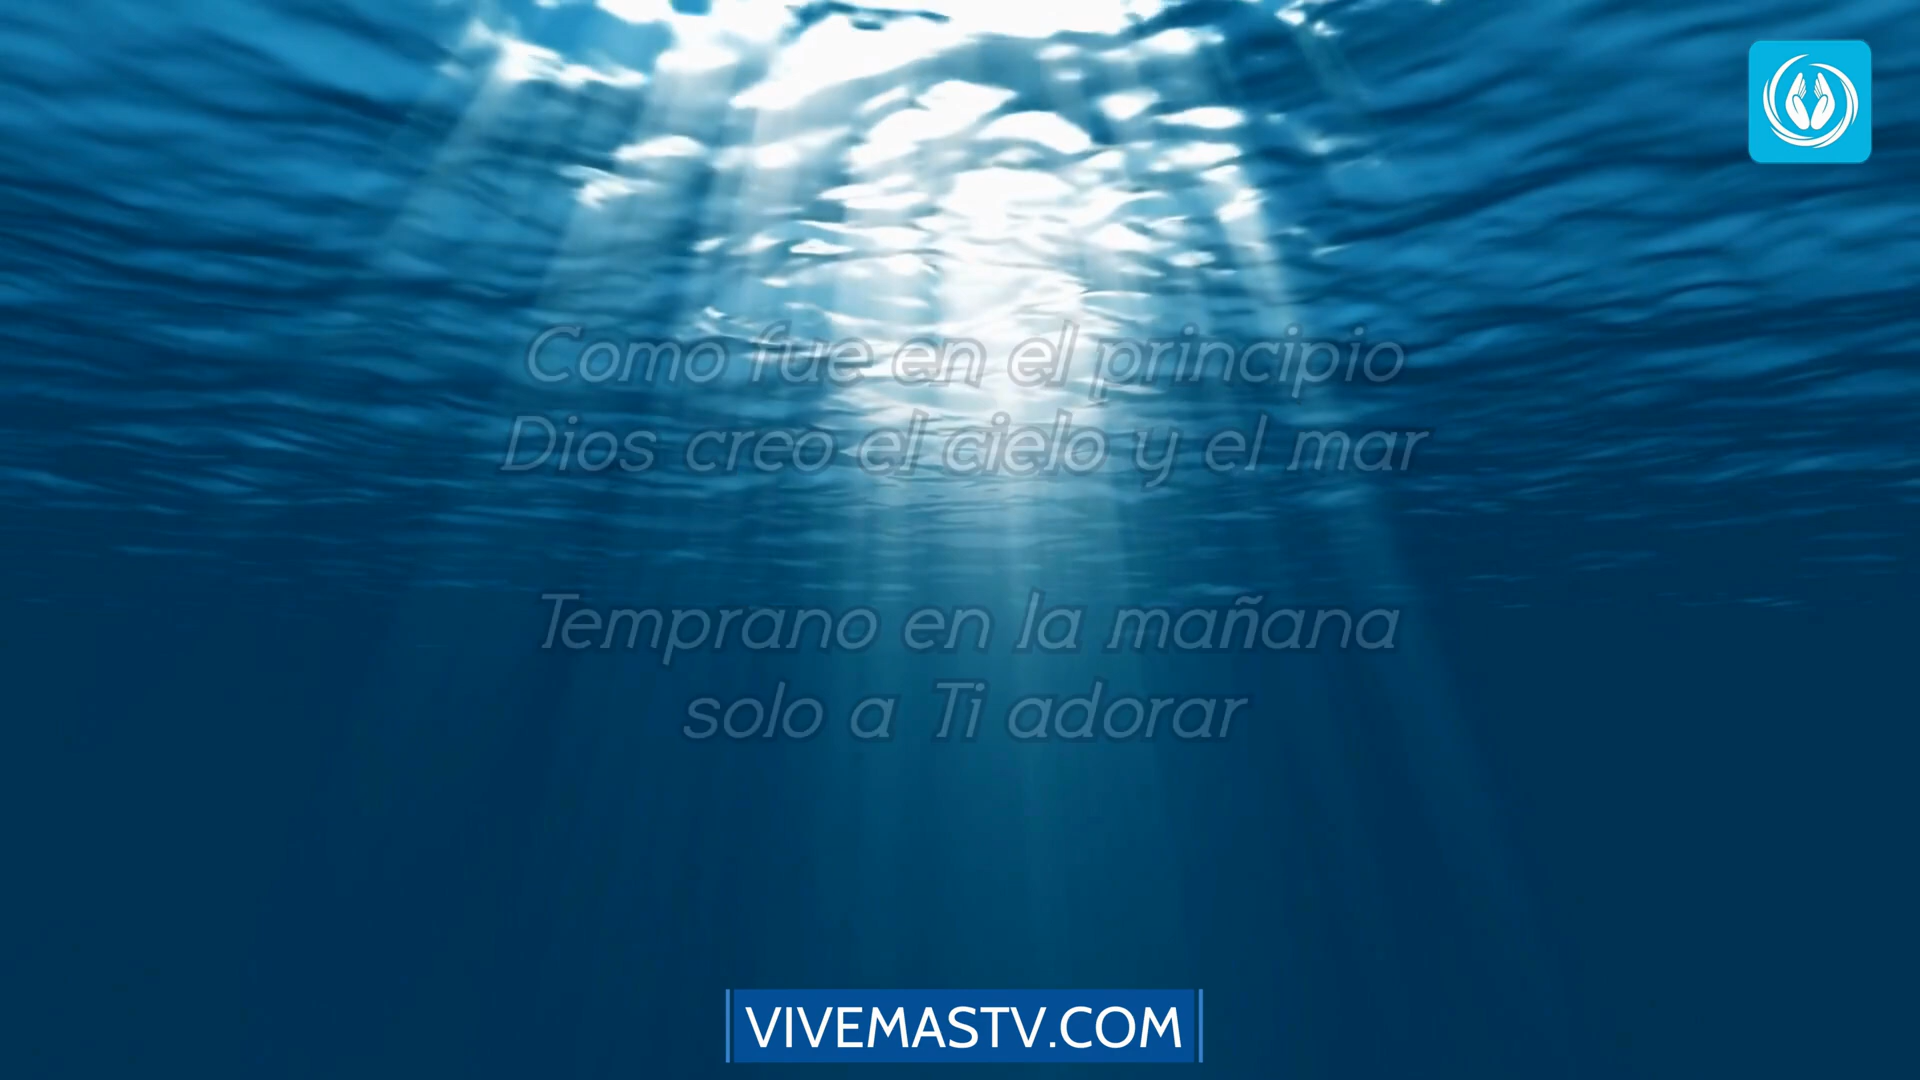 Como fue en el principio
Dios creo el cielo y el mar
Temprano en la mañana
solo a Ti adorar
VIVEMASTV.COM